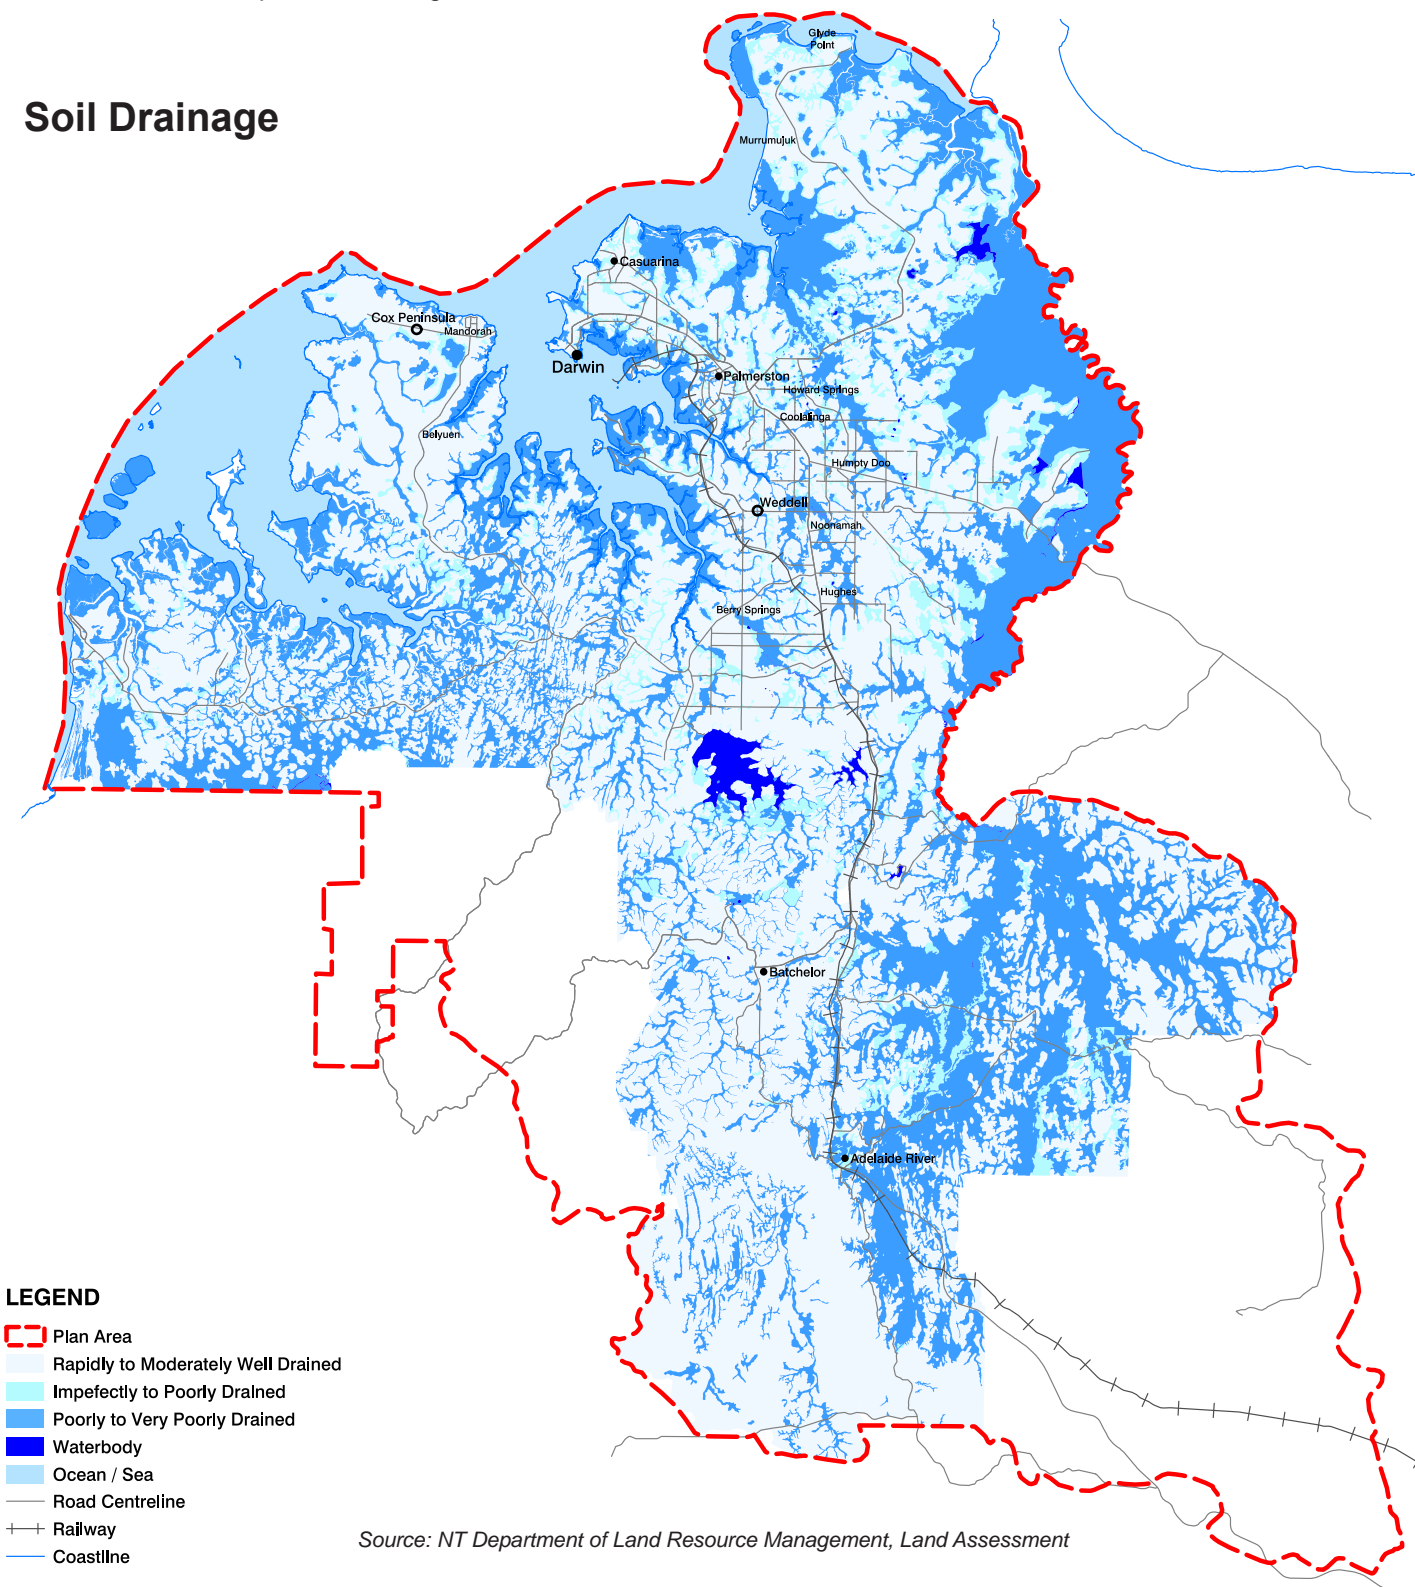 Soil Drainage
Glyde
Point
Murrumujuk
Casuarina
Cox Peninsula
Mandorah
Darwin
Palmerston
Howard Springs
Coolalinga
Belyuen
Humpty Doo
Weddell
Noonamah
Hughes
Berry Springs
Batchelor
Adelaide River
LEGEND
Plan Area
Rapidly to Moderately Well Drained
Impefectly to Poorly Drained
Poorly to Very Poorly Drained
Waterbody
Ocean / Sea
Road Centreline
Railway
Coastline
Source: NT Department of Land Resource Management, Land Assessment